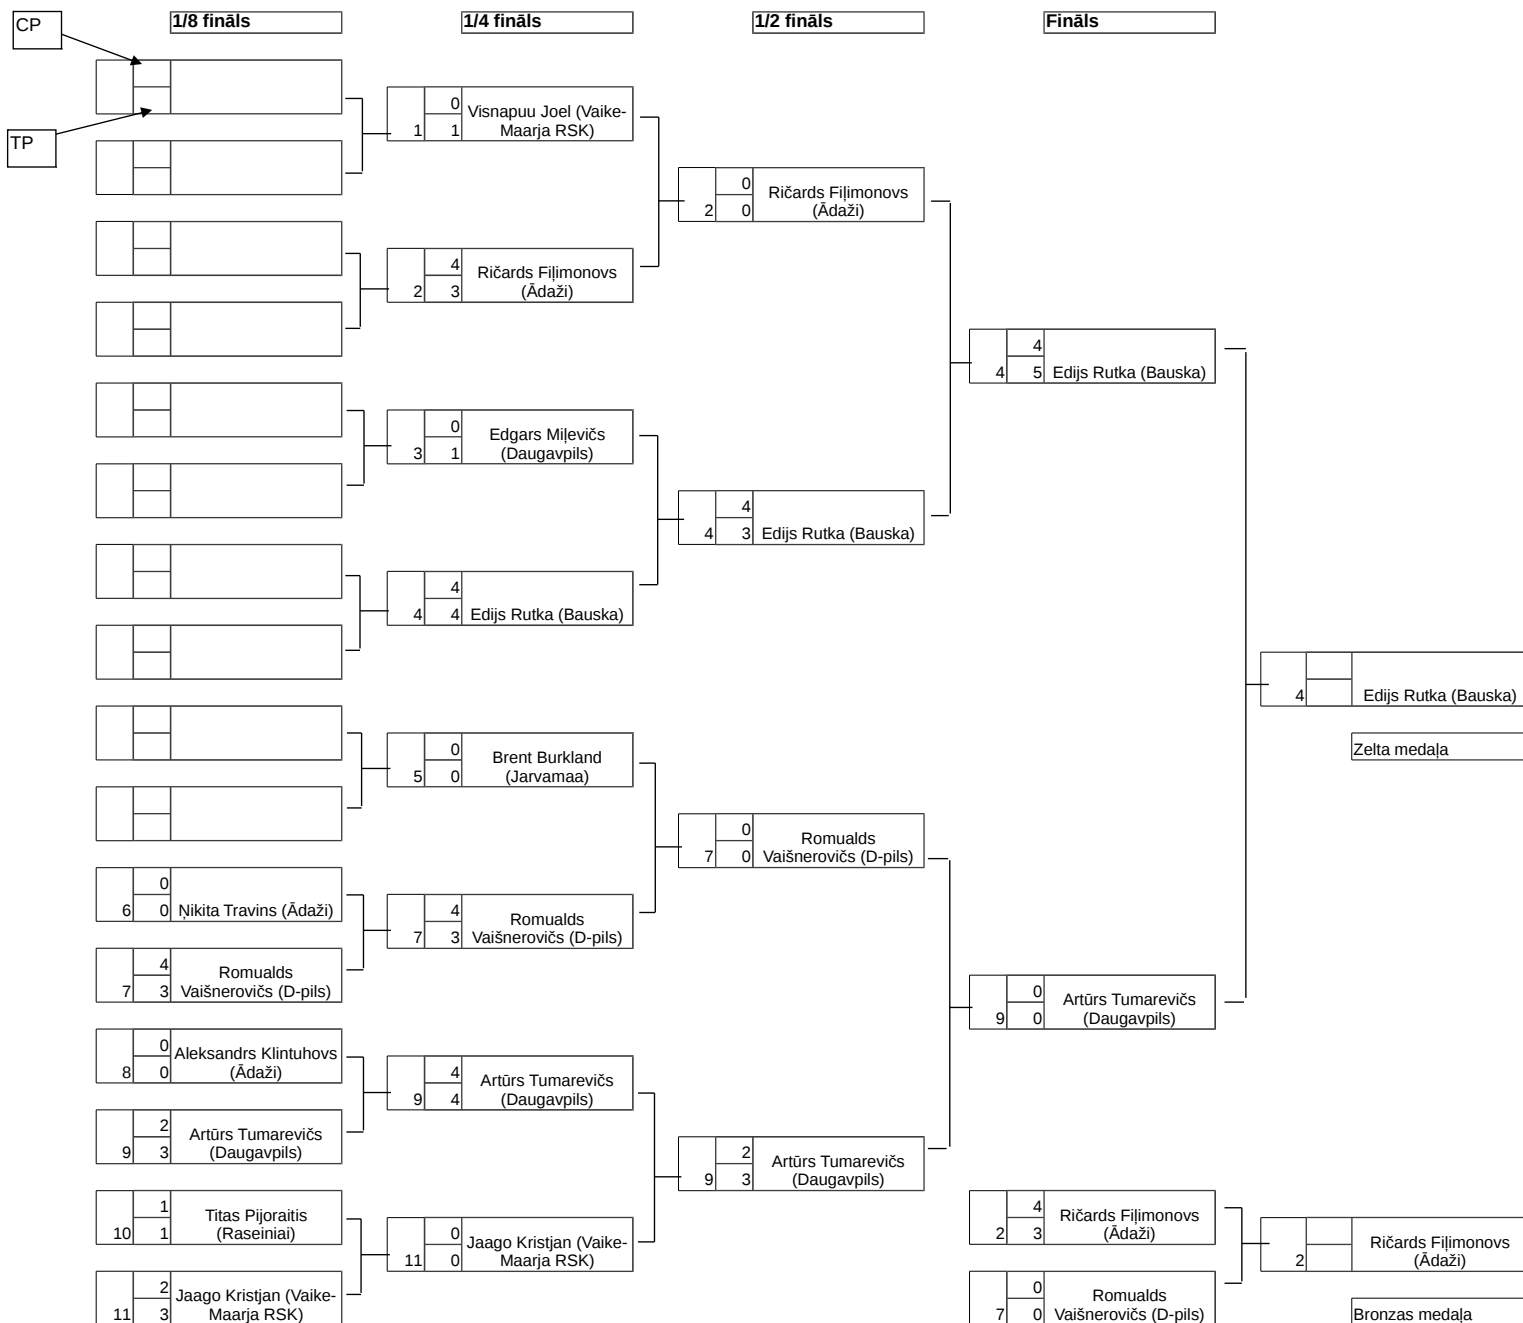 CP
1/8 fināls
1/4 fināls
1/2 fināls
Fināls
TP
0
1 1
Visnapuu Joel (Vaike-
Maarja RSK)
0
2 0
Ričards Fiļimonovs
(Ādaži)
4
2 3
Ričards Fiļimonovs
(Ādaži)
4
4 5 Edijs Rutka (Bauska)
0
3 1
Edgars Miļevičs
(Daugavpils)
4
4 3 Edijs Rutka (Bauska)
4
4 4 Edijs Rutka (Bauska)
4 Edijs Rutka (Bauska)
Zelta medaļa
0
5 0
Brent Burkland
(Jarvamaa)
0
7 0
Romualds
Vaišnerovičs (D-pils)
0
6 0 Ņikita Travins (Ādaži)
4
7 3
Romualds
Vaišnerovičs (D-pils)
4
7 3
Romualds
Vaišnerovičs (D-pils)
0
9 0
Artūrs Tumarevičs
(Daugavpils)
0
8 0
Aleksandrs Klintuhovs
(Ādaži)
4
9 4
Artūrs Tumarevičs
(Daugavpils)
2
9 3
Artūrs Tumarevičs
(Daugavpils)
2
9 3
Artūrs Tumarevičs
(Daugavpils)
1
10 1
Titas Pijoraitis
(Raseiniai)
0
11 0
Jaago Kristjan (Vaike-
Maarja RSK)
4
2 3
Ričards Fiļimonovs
(Ādaži)
2
Ričards Fiļimonovs
(Ādaži)
2
11 3
Jaago Kristjan (Vaike-
Maarja RSK)
0
7 0
Romualds
Vaišnerovičs (D-pils)
Bronzas medaļa